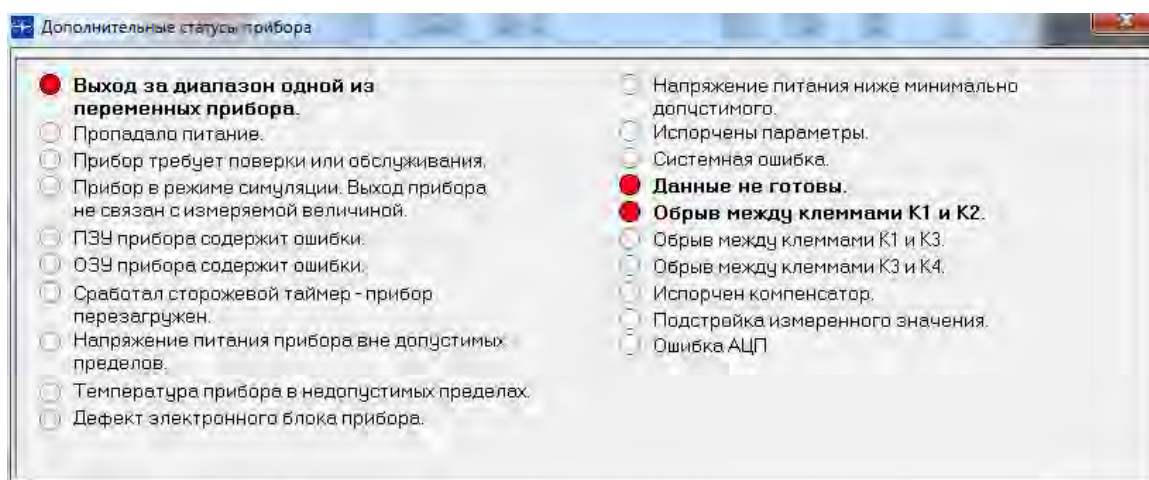 Дополнительные статусы прибора
Выход за диапазон одной из
переменных прибора.
Пропадало питание.
Прибор требует поверки или обслуживания.
Прибор в режиме симуляции. Выход прибора
не связан с измеряемой величиной.
ПЗУ прибора содержит ошибки.
ОЗУ прибора содержит ошибки.
Сработал сторожевой таймер - прибор
перезагружен.
Напряжение питания прибора вне допустимых
пределов.
Температура прибора в недопустимых пределах.
Дефект электронного блока прибора.
Напряжение питания ниже минимально
допустимого.
Испорчены параметры.
Системная ошибка.
Данные не готовы.
Обрыв между клеммами К1 и К2.
Обрыв между клеммами К1 и К3.
Обрыв между клеммами К3 и К4.
Испорчен компенсатор.
Подстройка измеренного значения.
Ошибка АЦП